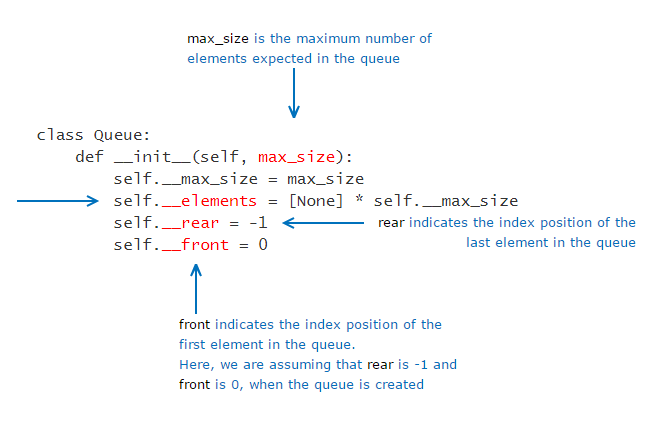 max_size is the maximum number of
elements expected in the queue
class Queue:
def __init__(self, max_size):
self.__max_size = max_size
self.__elements = [None] * self.__max_size
self.__rear = -1
rear indicates the index position of the
last element in the queue
self.__front = 0
front indicates the index position of the
first element in the queue.
Here, we are assuming that rear is -1 and
front is 0, when the queue is created